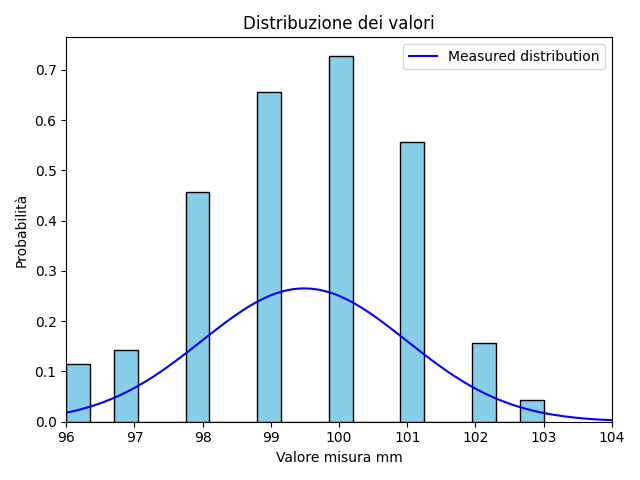 Distribuzione dei valori
Measured distribution
Probabilità
0.7
0.6
0.5
0.4
0.3
0.2
0.1
0.0
96 97 98 99 100 101 102 103 104
Valore misura mm